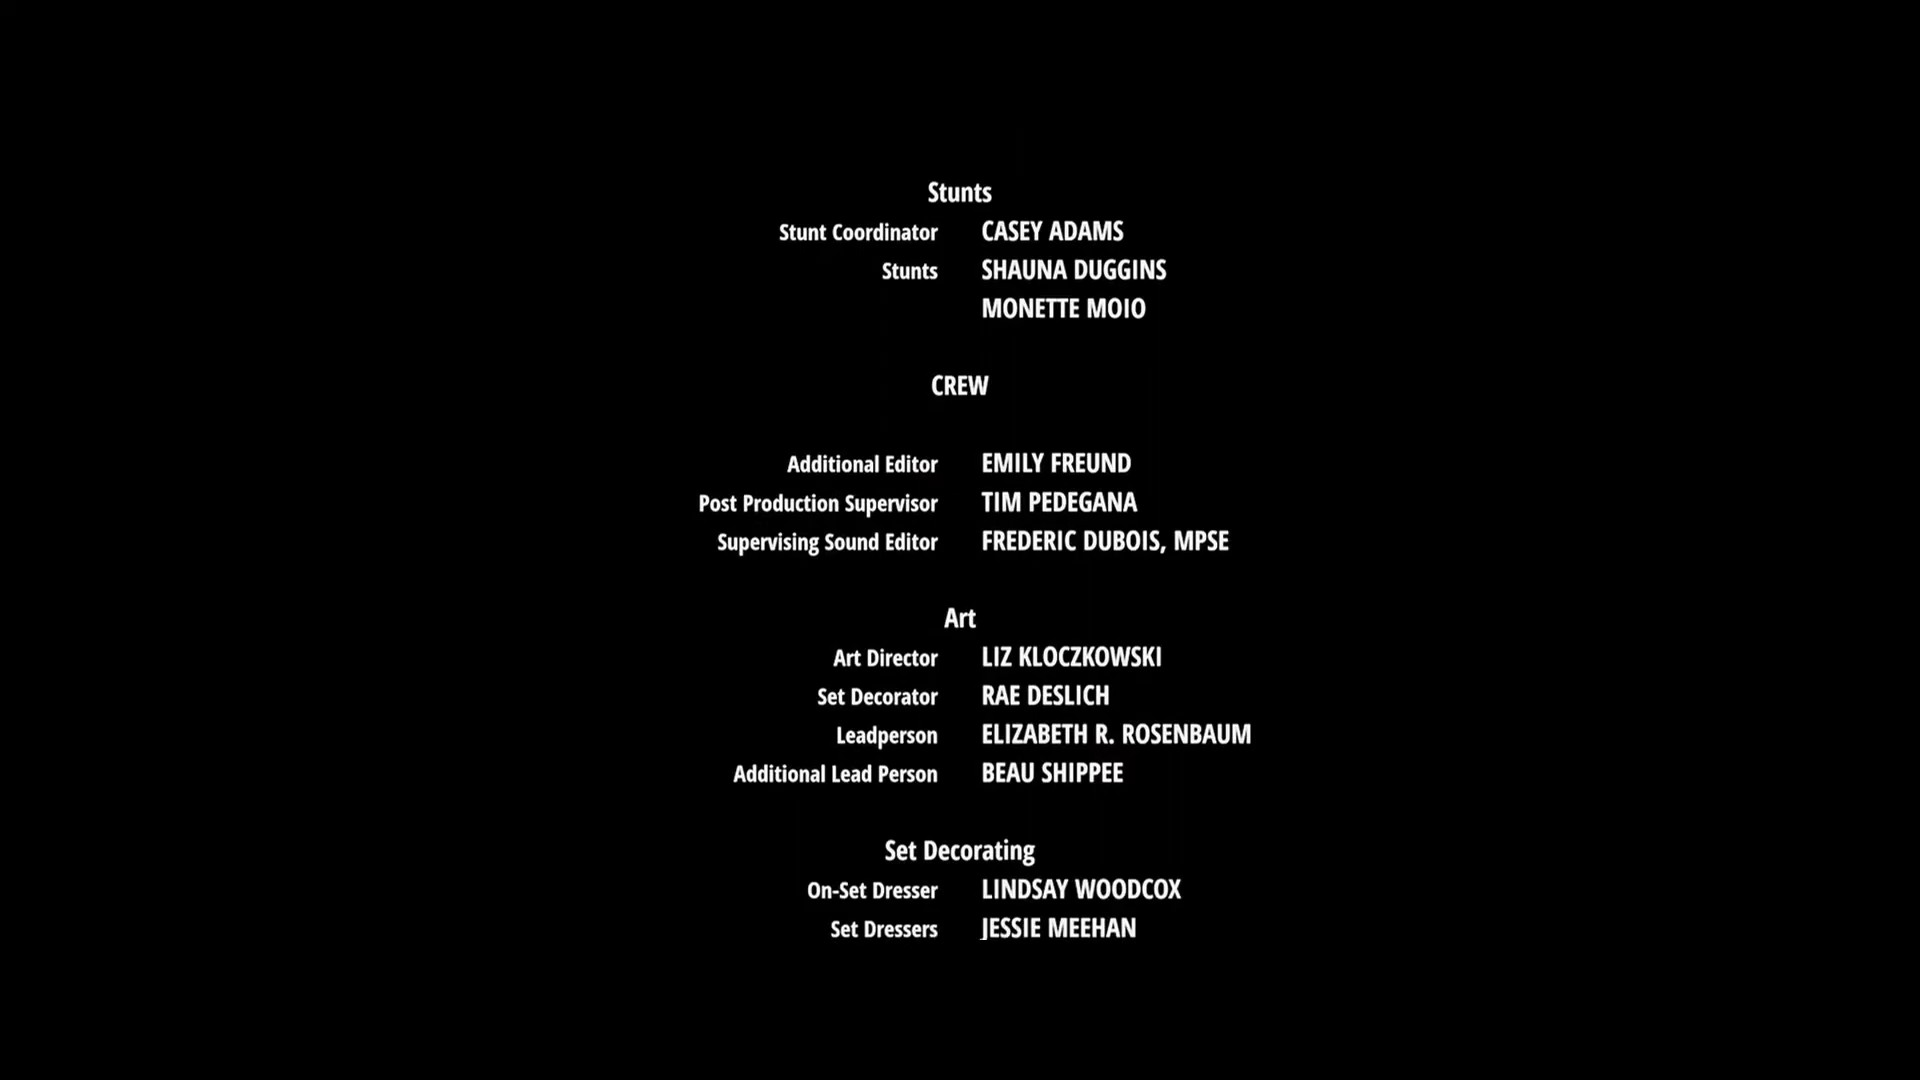 Stunts
Stunt Coordinator CASEY ADAMS
Stunts SHAUNA DUGGINS
MONETTE MOIO
CREW
Additional Editor EMILY FREUND
Post Production Supervisor TIM PEDEGANA
Supervising Sound Editor FREDERIC DUBOIS, MPSE
Art
Art Director LIZ KLOCZKOWSKI
Set Decorator RAE DESLICH
Leadperson ELIZABETH R. ROSENBAUM
Additional Lead Person BEAU SHIPPEE
Set Decorating
On-Set Dresser LINDSAY WOODCOX
Set Dressers JESSIE MEEHAN